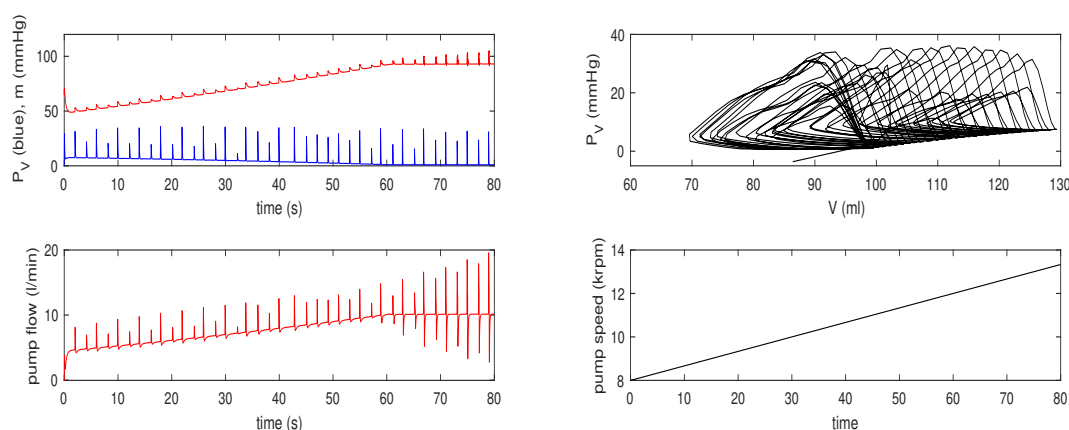 P_V (blue), m (mmHg)
100
50
0
0 10 20 30 40 50 60 70 80
time (s)
P_V (mmHg)
40
20
0
60 70 80 90 100 110 120 130
V (ml)
pump flow (l/min)
20
10
0
0 10 20 30 40 50 60 70 80
time (s)
pump speed (krpm)
14
12
10
8
0 10 20 30 40 50 60 70 80
time